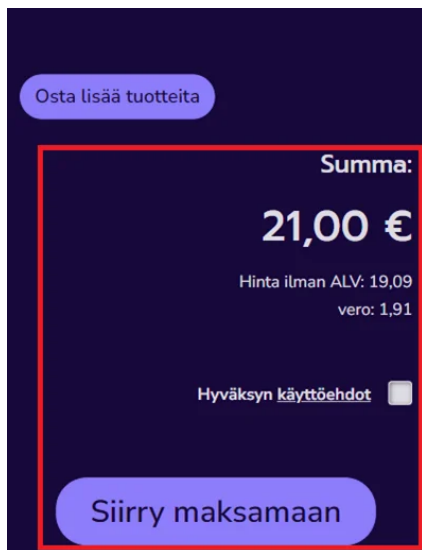 Osta lisää tuotteita
Summa:
21,00 €
Hinta ilman ALV: 19,09
vero: 1,91
Hyväksyn käyttöehdot
Siirry maksamaan